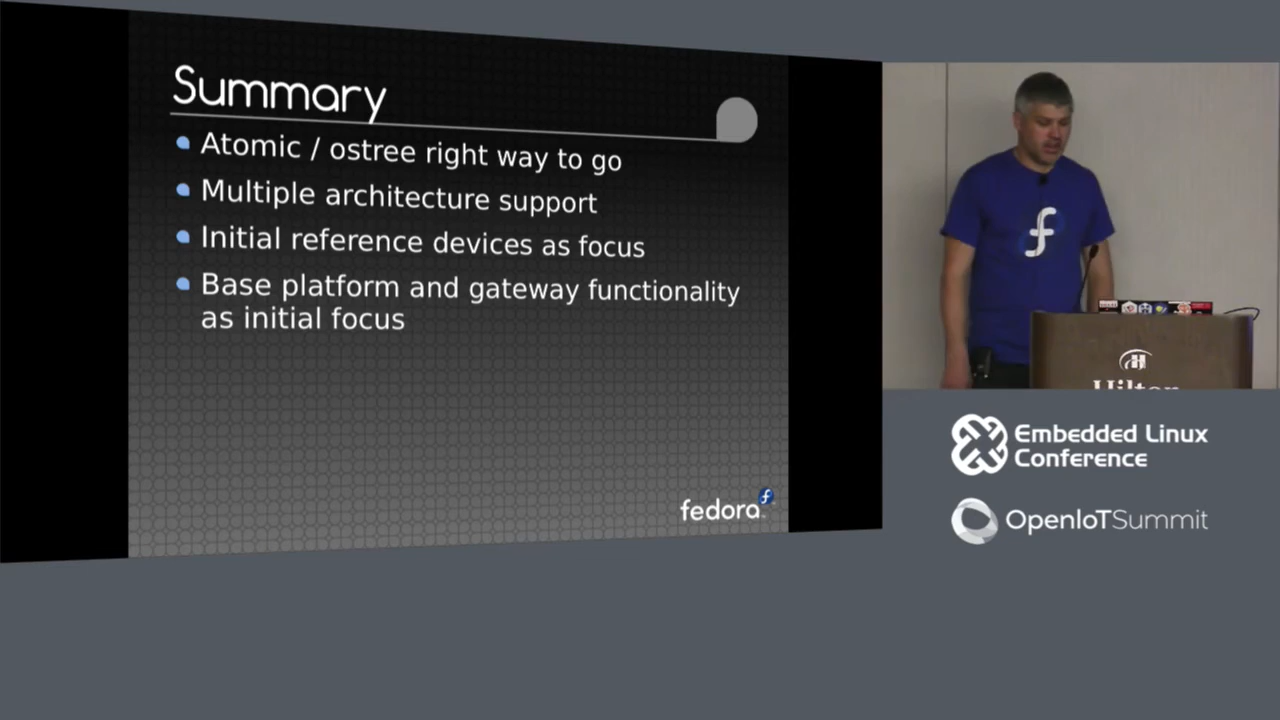 Summary
Atomic / ostree right way to go
Multiple architecture support
Initial reference devices as focus
Base platform and gateway functionality
as initial focus
fedora
Hilton
Embedded Linux
Conference
OpenIoTSummit